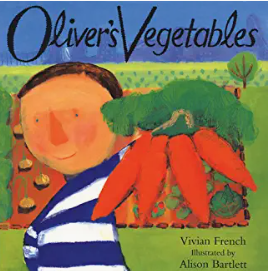 Oliver's Vegetables
Vivian French
Illustrated by
Alison Bartlett